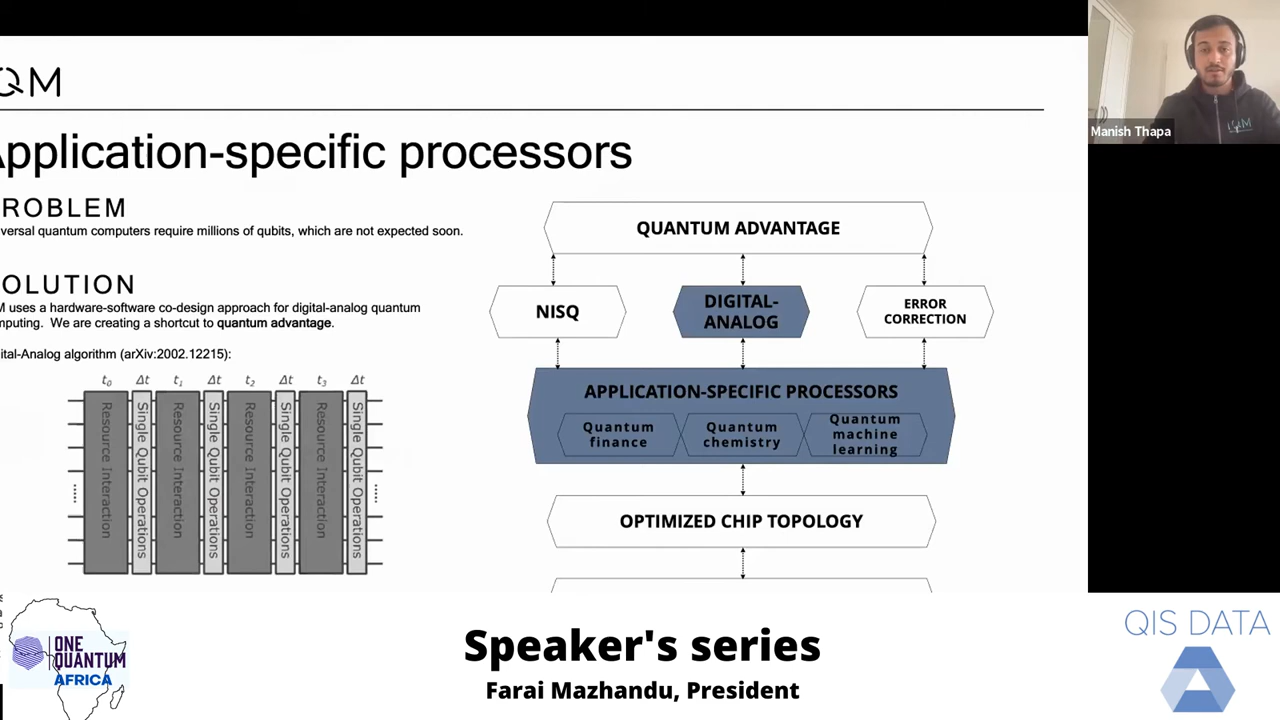 QM
Application-specific processors
ROBLEM
versal quantum computers require millions of qubits, which are not expected soon.
OLUTION
M uses a hardware-software co-design approach for digital-analog quantum
mputing. We are creating a shortcut to quantum advantage.
ital-Analog algorithm (arXiv:2002.12215):
t₀ Δt t₁ Δt t₂ Δt t₃ Δt
Resource Interaction
Single Qubit Operations
Resource Interaction
Single Qubit Operations
Resource Interaction
Single Qubit Operations
Resource Interaction
Single Qubit Operations
QUANTUM ADVANTAGE
NISQ
DIGITAL-
ANALOG
ERROR
CORRECTION
APPLICATION-SPECIFIC PROCESSORS
Quantum
finance
Quantum
chemistry
Quantum
machine
learning
OPTIMIZED CHIP TOPOLOGY
IQM
Manish Thapa
ONE
QUANTUM
AFRICA
Speaker's series
Farai Mazhandu, President
QIS DATA